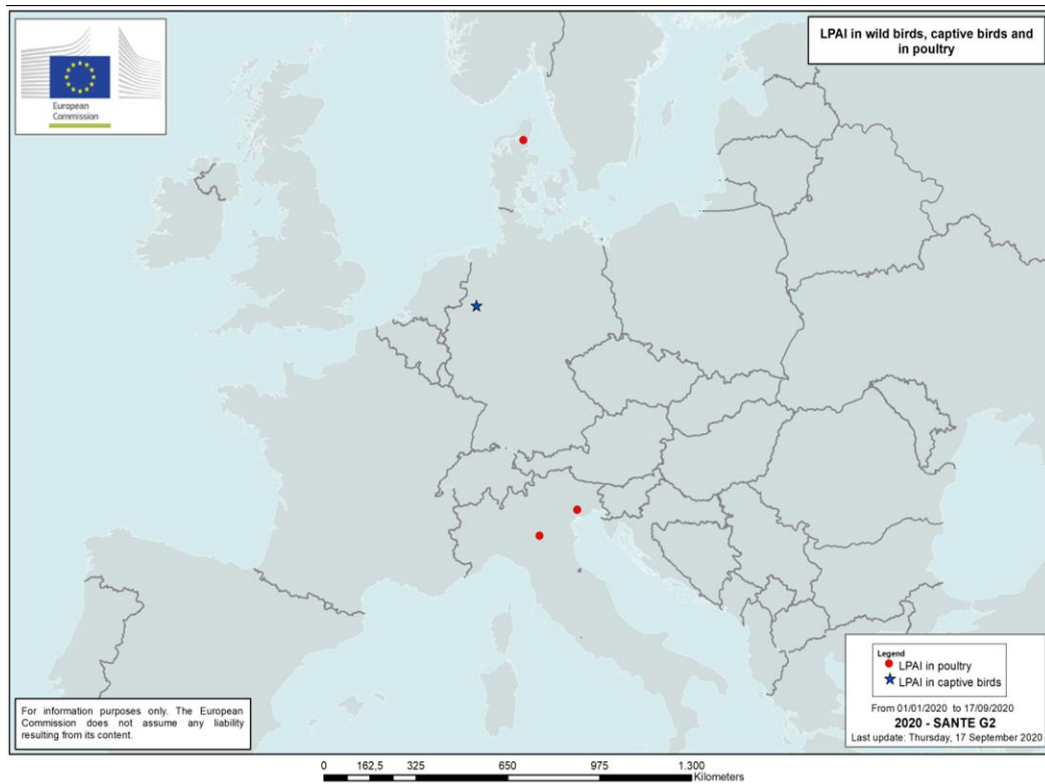 European
Commission
LPAI in wild birds, captive birds and
in poultry
Legend
LPAI in poultry
LPAI in captive birds
From 01/01/2020 to 17/09/2020
2020 - SANTE G2
Last update: Thursday, 17 September 2020
For information purposes only. The European
Commission does not assume any liability
resulting from its content.
0 162,5 325 650 975 1.300
Kilometers